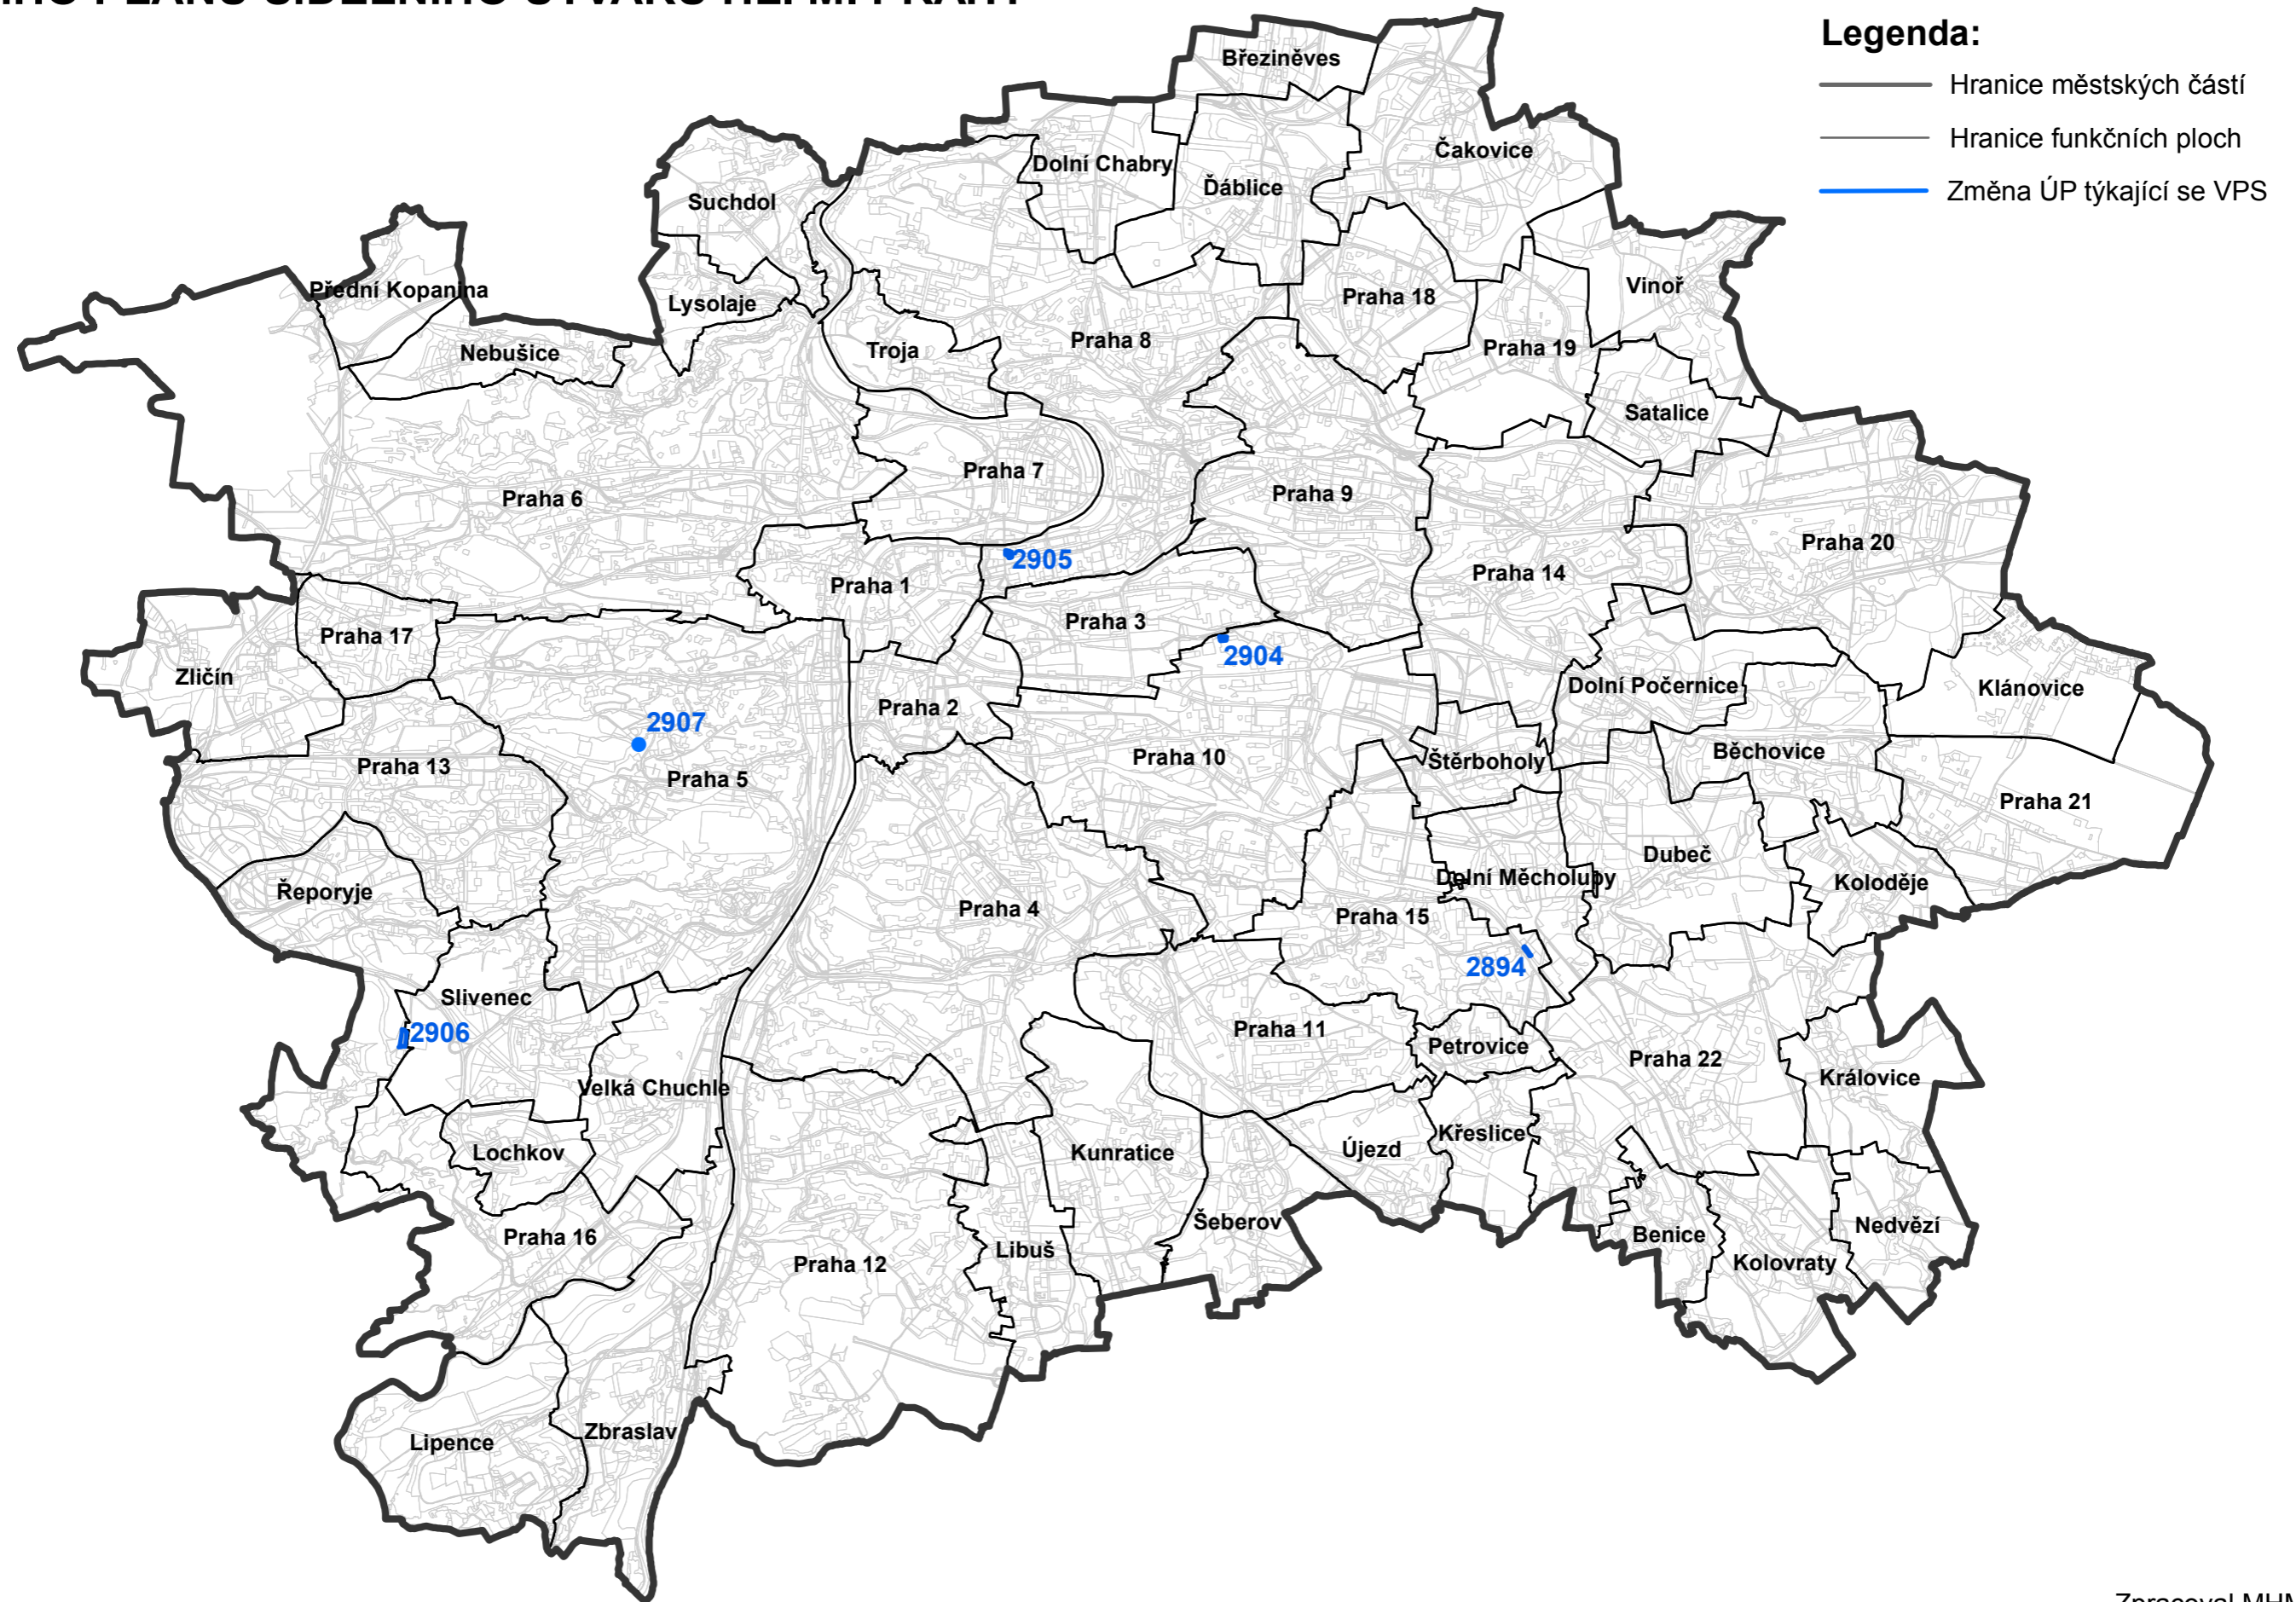 Legenda:
Hranice městských částí
Hranice funkčních ploch
Změna ÚP týkající se VPS
Březiněves
Čakovice
Dolní Chabry
Ďáblice
Suchdol
Přední Kopanina
Lysolaje
Vinoř
Praha 18
Nebušice
Troja
Praha 8
Praha 19
Satalice
Praha 6
Praha 7
Praha 9
Praha 20
2905
Praha 1
Praha 14
Praha 17
Praha 3
2904
Zličín
Dolní Počernice
Klánovice
2907
Praha 2
Praha 13
Praha 5
Praha 10
Štěrboholy
Běchovice
Praha 21
Řeporyje
Praha 4
Dolní Měcholupy
Dubeč
Koloděje
Praha 15
2894
Slivenec
2906
Praha 11
Petrovice
Praha 22
Královice
Velká Chuchle
Lochkov
Kunratice
Újezd
Křeslice
Praha 16
Praha 12
Libuš
Šeberov
Benice
Kolovraty
Nedvězí
Lipence
Zbraslav